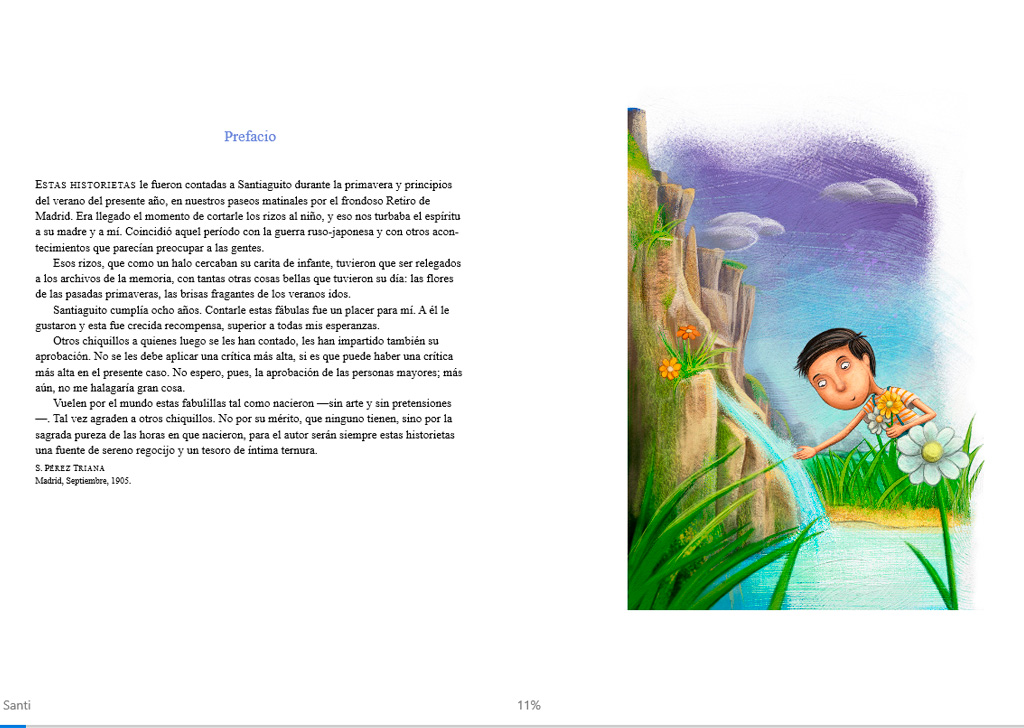 Prefacio
ESTAS HISTORIETAS le fueron contadas a Santiaguito durante la primavera y principios
del verano del presente año, en nuestros paseos matinales por el frondoso Retiro de
Madrid. Era llegado el momento de cortarle los rizos al niño, y eso nos turbaba el espíritu
a su madre y a mí. Coincidió aquel período con la guerra ruso-japonesa y con otros acon-
tecimientos que parecían preocupar a las gentes.
Esos rizos, que como un halo cercaban su carita de infante, tuvieron que ser relegados
a los archivos de la memoria, con tantas otras cosas bellas que tuvieron su día: las flores
de las pasadas primaveras, las brisas fragantes de los veranos idos.
Santiaguito cumplía ocho años. Contarle estas fábulas fue un placer para mí. A él le
gustaron y esta fue crecida recompensa, superior a todas mis esperanzas.
Otros chiquillos a quienes luego se les han contado, les han impartido también su
aprobación. No se les debe aplicar una crítica más alta, si es que puede haber una crítica
más alta en el presente caso. No espero, pues, la aprobación de las personas mayores; más
aún, no me halagaría gran cosa.
Vuelen por el mundo estas fabulillas tal como nacieron —sin arte y sin pretensiones
—. Tal vez agraden a otros chiquillos. No por su mérito, que ninguno tienen, sino por la
sagrada pureza de las horas en que nacieron, para el autor serán siempre estas historietas
una fuente de sereno regocijo y un tesoro de íntima ternura.
S. PÉREZ TRIANA
Madrid, Septiembre, 1905.
Santi
11%